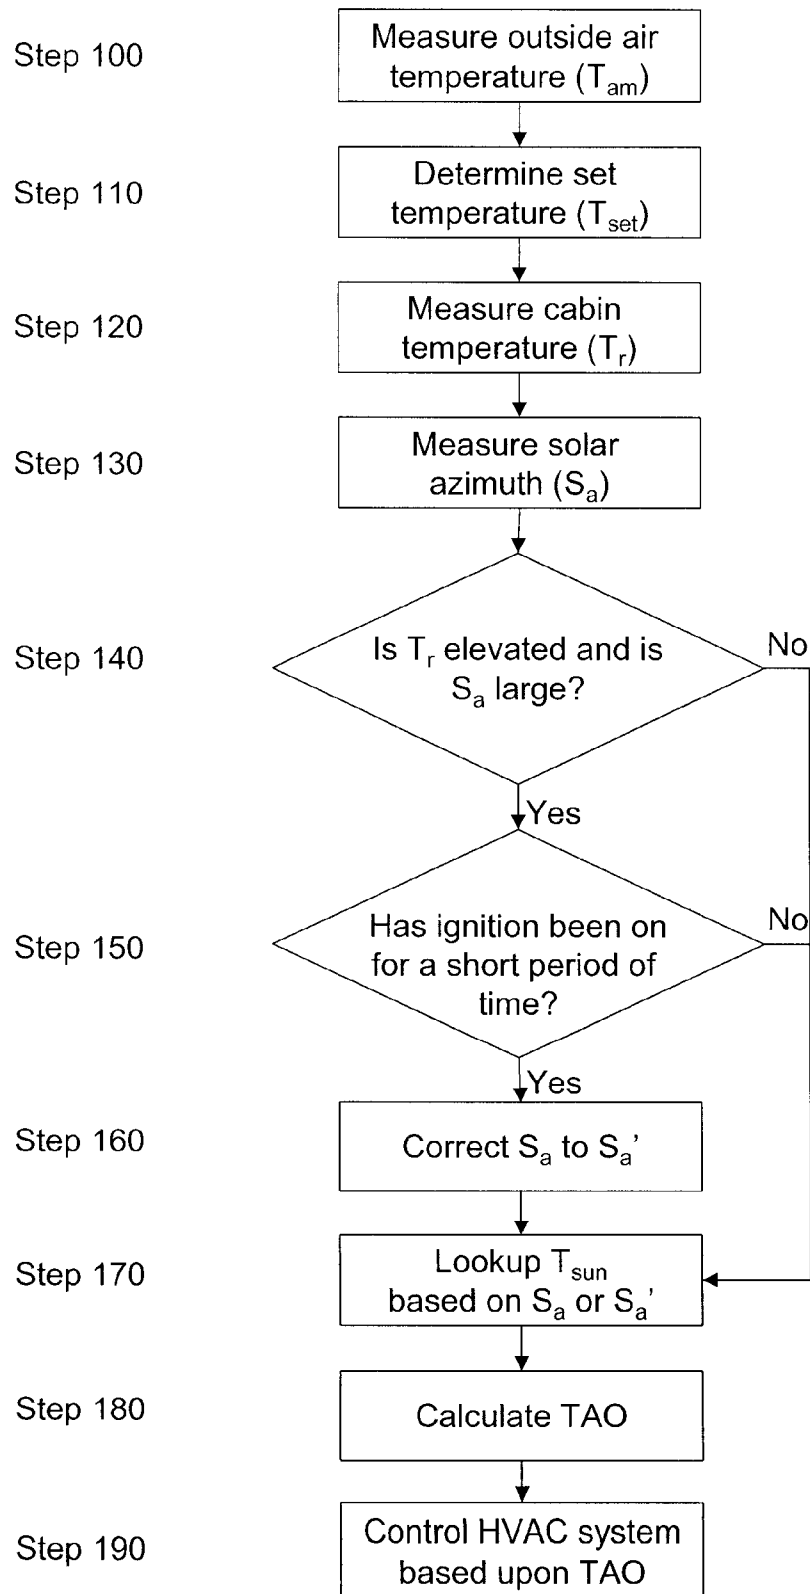 Step 100
Measure outside air
temperature (T_am)
Step 110
Determine set
temperature (T_set)
Step 120
Measure cabin
temperature (T_r)
Step 130
Measure solar
azimuth (S_a)
Step 140
Is T_r elevated and is
S_a large?
No
Yes
Step 150
Has ignition been on
for a short period of
time?
No
Yes
Step 160
Correct S_a to S_a’
Step 170
Lookup T_sun
based on S_a or S_a’
Step 180
Calculate TAO
Step 190
Control HVAC system
based upon TAO